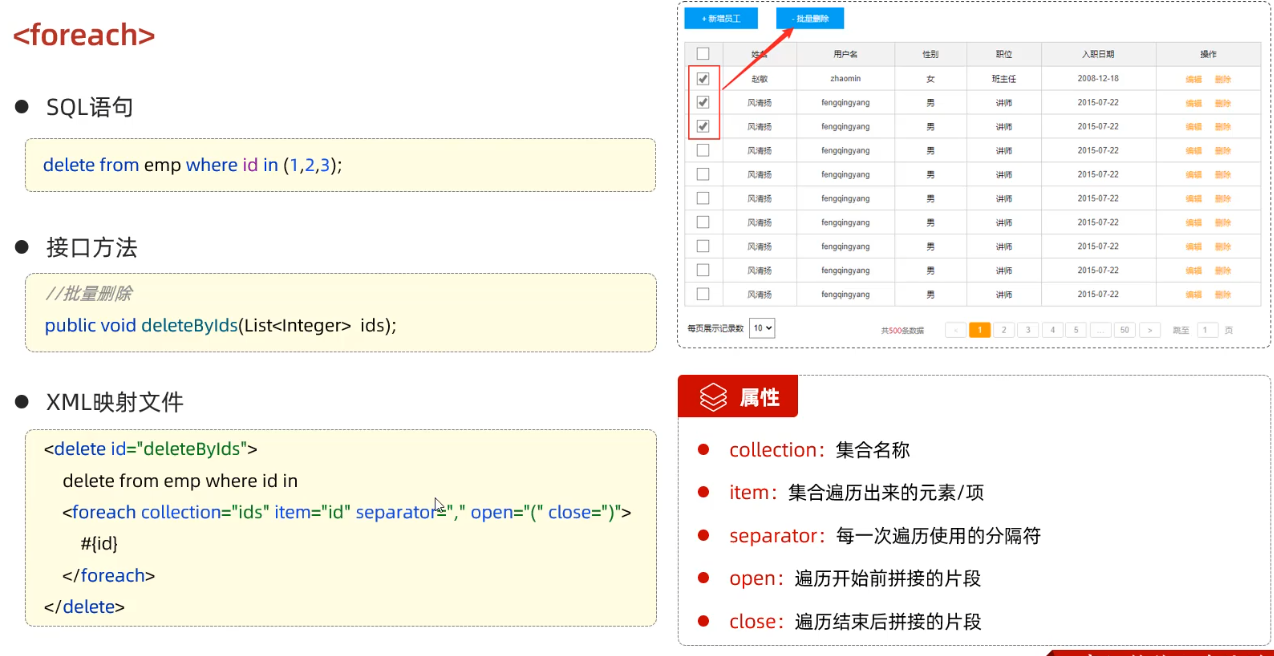 <foreach>
SQL语句
delete from emp where id in (1,2,3);
接口方法
//批量删除
public void deleteByIds(List<Integer> ids);
XML映射文件
<delete id="deleteByIds">
delete from emp where id in
<foreach collection="ids" item="id" separator="," open="(" close=")">
#{id}
</foreach>
</delete>
+ 新增员工 - 批量删除
姓名 用户名 性别 职位 入职日期 操作
赵敏 zhaomin 女 班主任 2008-12-18 编辑 删除
风清扬 fengqingyang 男 讲师 2015-07-22 编辑 删除
风清扬 fengqingyang 男 讲师 2015-07-22 编辑 删除
风清扬 fengqingyang 男 讲师 2015-07-22 编辑 删除
风清扬 fengqingyang 男 讲师 2015-07-22 编辑 删除
风清扬 fengqingyang 男 讲师 2015-07-22 编辑 删除
风清扬 fengqingyang 男 讲师 2015-07-22 编辑 删除
风清扬 fengqingyang 男 讲师 2015-07-22 编辑 删除
风清扬 fengqingyang 男 讲师 2015-07-22 编辑 删除
风清扬 fengqingyang 男 讲师 2015-07-22 编辑 删除
每页展示记录数 10 共500条数据 < 1 2 3 4 5 ... 50 > 跳至 1 页
属性
collection：集合名称
item：集合遍历出来的元素/项
separator：每一次遍历使用的分隔符
open：遍历开始前拼接的片段
close：遍历结束后拼接的片段